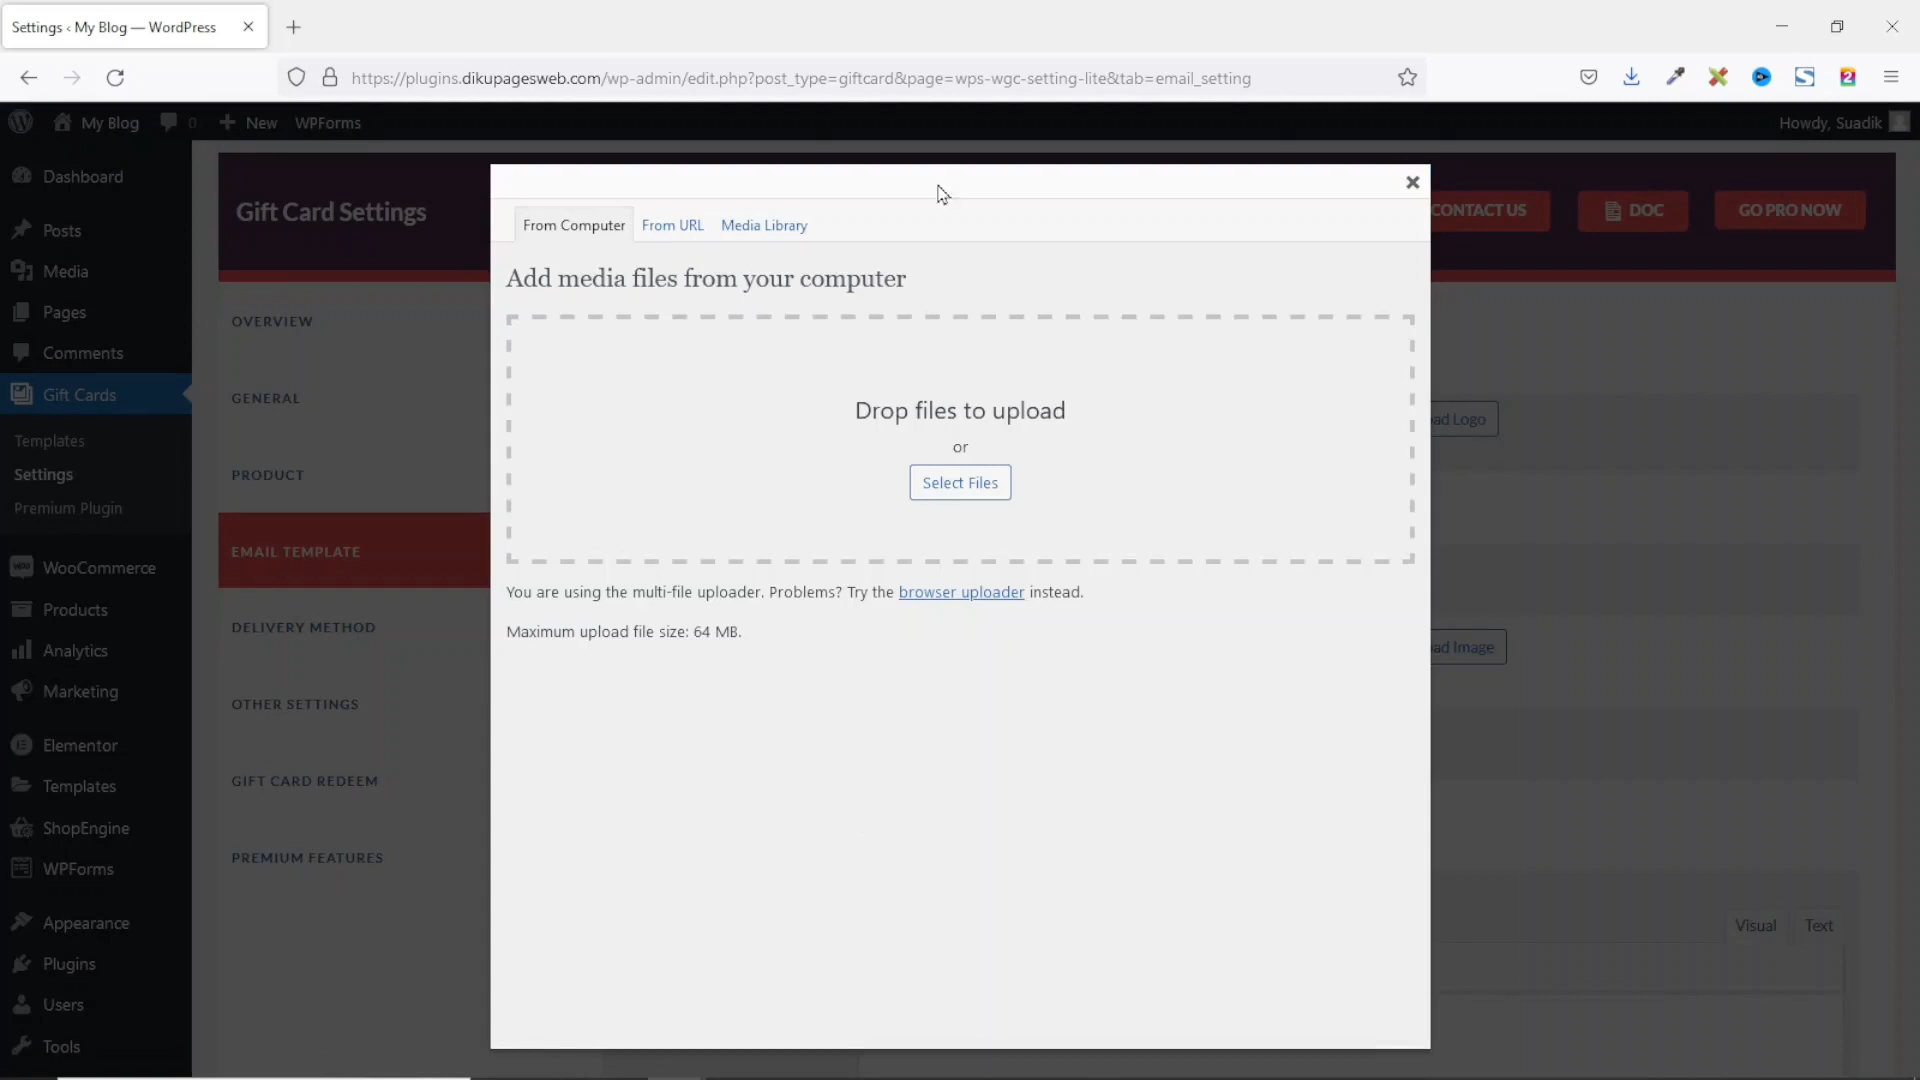 Settings ‹ My Blog — WordPress
https://plugins.dikupagesweb.com/wp-admin/edit.php?post_type=giftcard&page=wps-wgc-setting-lite&tab=email_setting
2
My Blog
0
New
WPForms
Howdy, Suadik
Dashboard
Posts
Media
Pages
Comments
Gift Cards
Templates
Settings
Premium Plugin
WooCommerce
Products
Analytics
Marketing
Elementor
Templates
ShopEngine
WPForms
Appearance
Plugins
Users
Tools
Gift Card Settings
CONTACT US
DOC
GO PRO NOW
OVERVIEW
GENERAL
PRODUCT
EMAIL TEMPLATE
DELIVERY METHOD
OTHER SETTINGS
GIFT CARD REDEEM
PREMIUM FEATURES
From Computer
From URL
Media Library
Add media files from your computer
Drop files to upload
or
Select Files
You are using the multi-file uploader. Problems? Try the browser uploader instead.
Maximum upload file size: 64 MB.
Logo
Image
Visual
Text